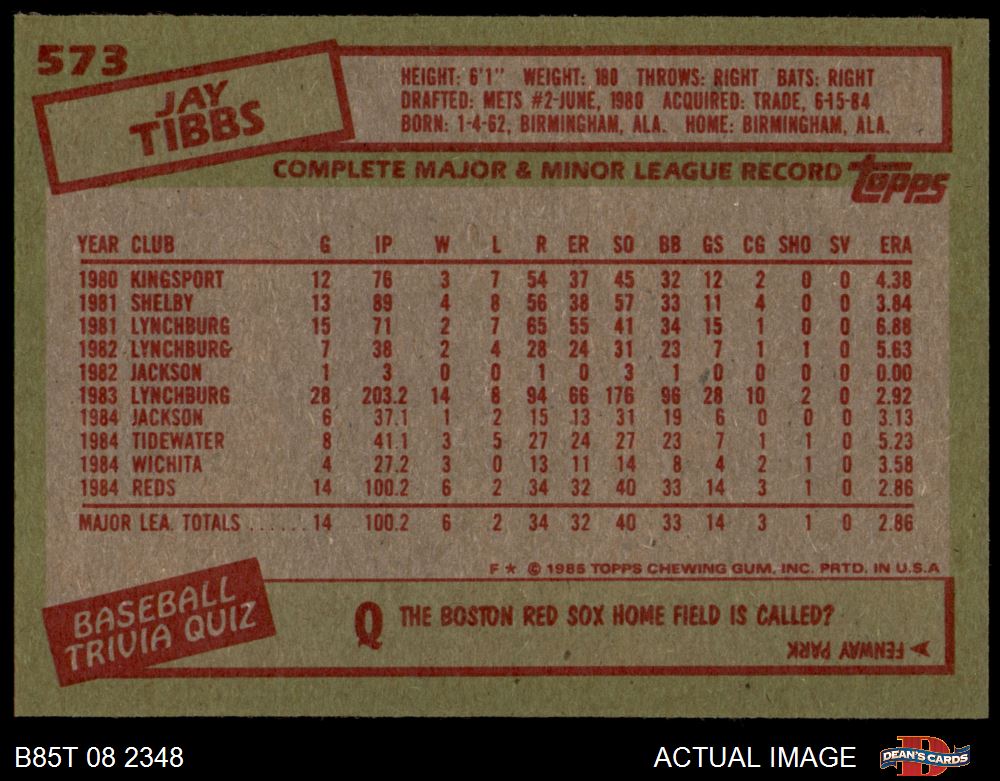 573
JAY
TIBBS
HEIGHT: 6'1" WEIGHT: 180 THROWS: RIGHT BATS: RIGHT
DRAFTED: METS #2-JUNE, 1980 ACQUIRED: TRADE, 6-15-84
BORN: 1-4-62, BIRMINGHAM, ALA. HOME: BIRMINGHAM, ALA.
COMPLETE MAJOR & MINOR LEAGUE RECORD topps
YEAR CLUB G IP W L R ER SO BB GS CG SHO SV ERA
1980 KINGSPORT 12 76 3 7 54 37 45 32 12 2 0 0 4.38
1981 SHELBY 13 89 4 8 56 38 57 33 11 4 0 0 3.84
1981 LYNCHBURG 15 71 2 7 65 55 41 34 15 1 0 0 6.88
1982 LYNCHBURG 7 38 2 4 28 24 31 23 7 1 1 0 5.63
1982 JACKSON 1 3 0 0 1 0 3 1 0 0 0 0 0.00
1983 LYNCHBURG 28 203.2 14 8 94 66 176 96 28 10 2 0 2.92
1984 JACKSON 6 37.1 1 2 15 13 31 19 6 0 0 0 3.13
1984 TIDEWATER 8 41.1 3 5 27 24 27 23 7 1 1 0 5.23
1984 WICHITA 4 27.2 3 0 13 11 14 8 4 2 1 0 3.58
1984 REDS 14 100.2 6 2 34 32 40 33 14 3 1 0 2.86
MAJOR LEA. TOTALS ......14 100.2 6 2 34 32 40 33 14 3 1 0 2.86
F★ © 1985 TOPPS CHEWING GUM, INC. PRTD. IN U.S.A
BASEBALL
TRIVIA QUIZ
Q THE BOSTON RED SOX HOME FIELD IS CALLED?
FENWAY PARK
B85T 08 2348 ACTUAL IMAGE DEAN'S CARDS